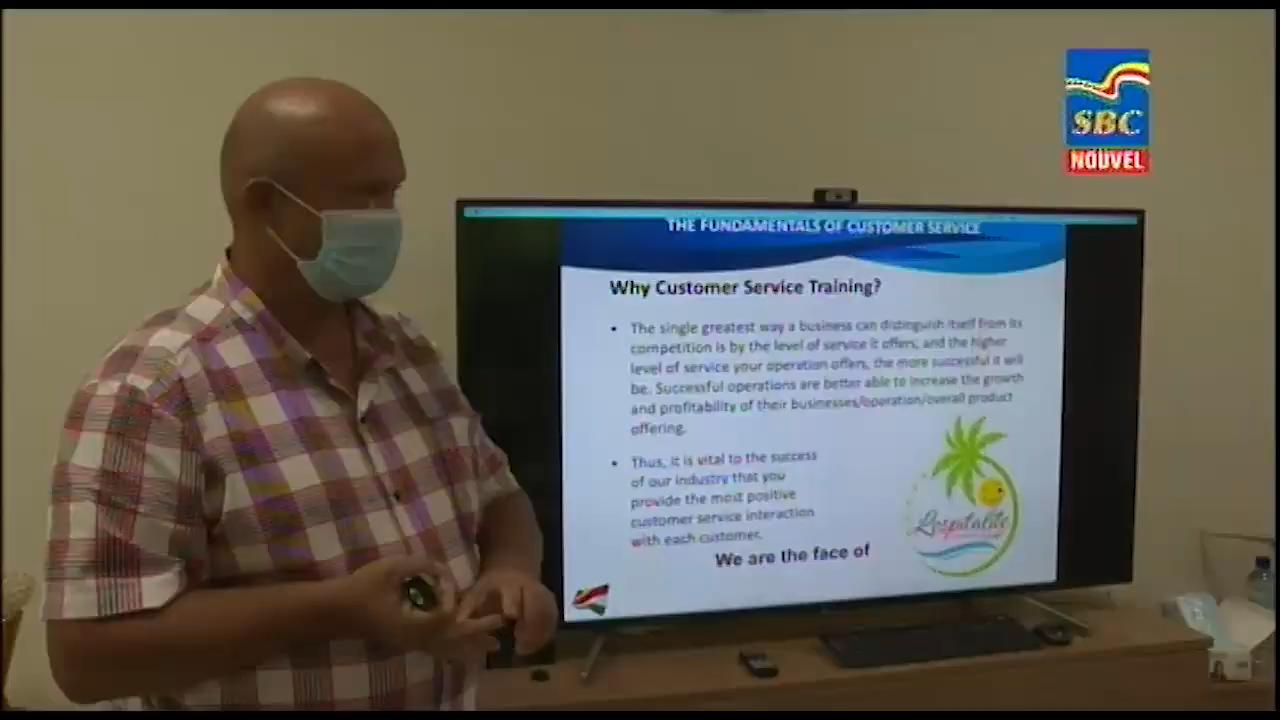 SBC
NOUVEL
THE FUNDAMENTALS OF CUSTOMER SERVICE
Why Customer Service Training?
• The single greatest way a business can distinguish itself from its
competition is by the level of service it offers, and the higher
level of service your operation offers, the more successful it will
be. Successful operations are better able to increase the growth
and profitability of their businesses/operation/overall product
offering.
• Thus, it is vital to the success
of our industry that you
provide the most positive
customer service interaction
with each customer.
Lospitalite
We are the face of